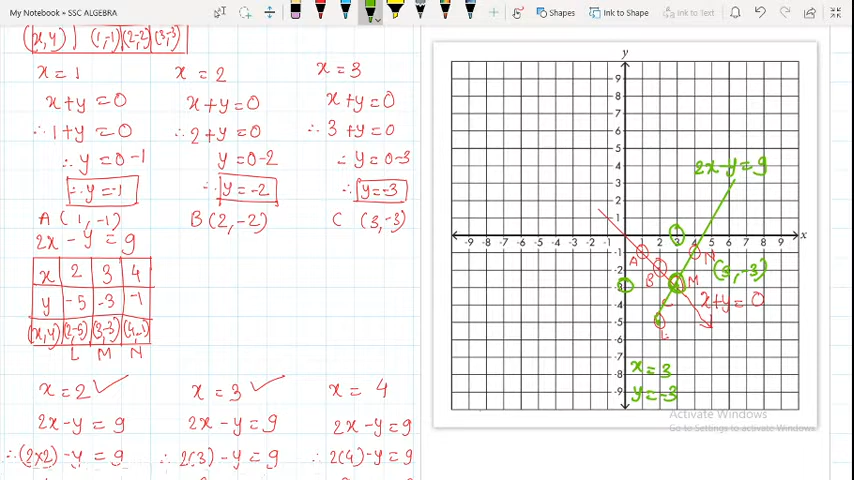 My Notebook » SSC ALGEBRA
Shapes
Ink to Shape
Ink to Text
(x,y) | (1,-1) (2,-2) (3,-3)
x = 1
x+y = 0
∴ 1+y = 0
∴ y = 0-1
∴ y = -1
A (1, -1)
x = 2
x+y = 0
∴ 2+y = 0
y = 0-2
∴ y = -2
B (2, -2)
x = 3
x+y = 0
∴ 3+y = 0
= y = 0-3
∴ y = -3
C (3, -3)
2x - y = 9
x | 2 | 3 | 4
y | -5 | -3 | -1
(x,y) | (2,-5) | (3,-3) | (4,-1)
L M N
x = 2 ✓
2x - y = 9
∴ (2×2) - y = 9
x = 3 ✓
2x - y = 9
∴ 2(3) - y = 9
x = 4
2x - y = 9
∴ 2(4) - y = 9
y
9
8
7
6
5
4
3
2
1
-9 -8 -7 -6 -5 -4 -3 -2 -1
2 3 4 5 6 7 8 9
x
-1
-2
-3
-4
-5
-6
-7
-8
-9
2x-y=9
A
B
C
L
M
N
(3, -3)
x+y = 0
x = 3
y = -3
Activate Windows
Go to Settings to activate Windows.